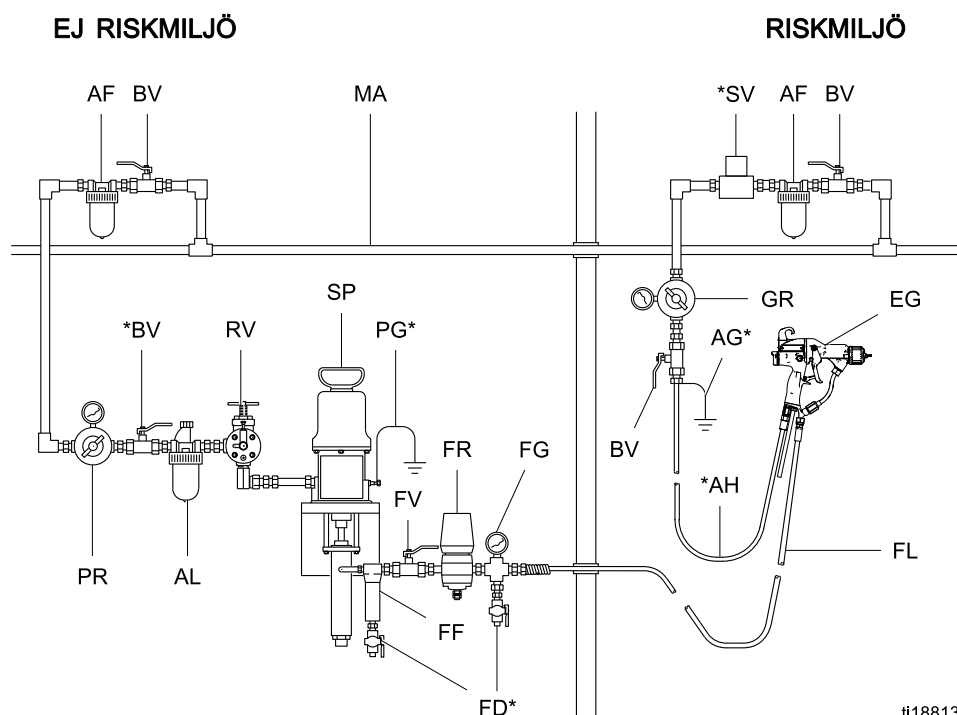 EJ RISKMILJÖ
RISKMILJÖ
AF BV MA *SV AF BV
SP GR EG
*BV RV PG* AG*
FR FG BV
FV *AH
PR AL FL
FF
FD*
ti18813